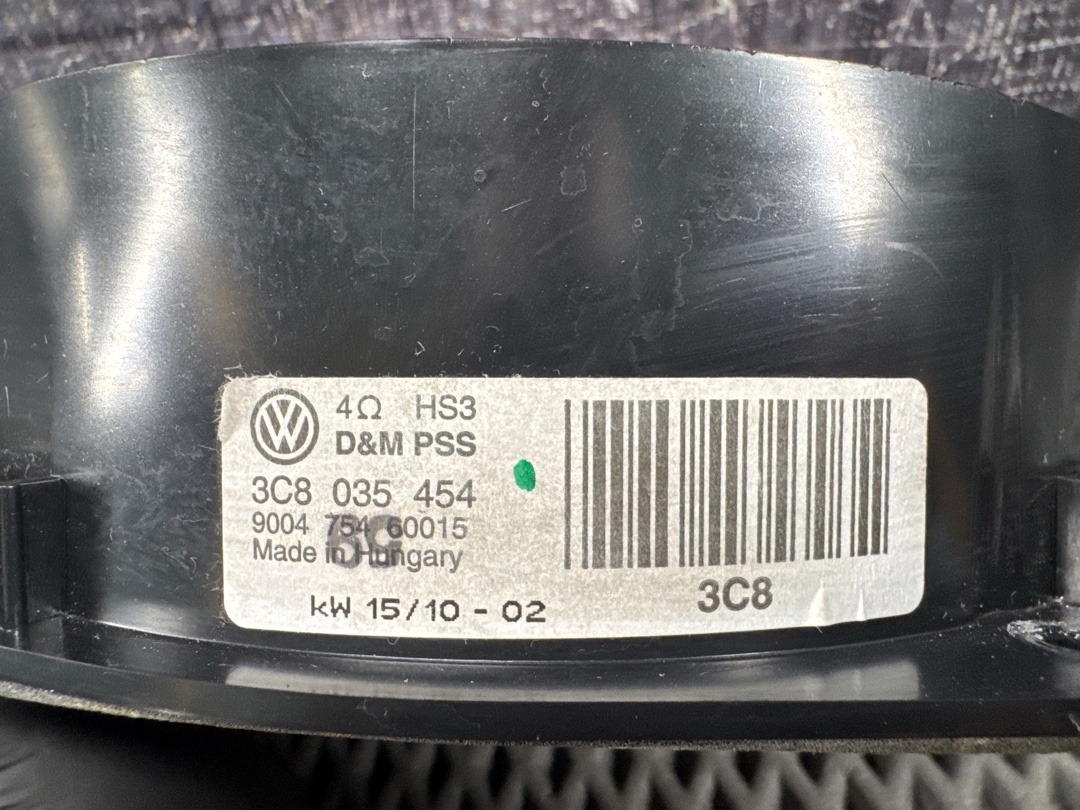 4Ω HS3
D&M PSS
3C8 035 454
9004 754 60015
Made in Hungary
kW 15/10 - 02
3C8